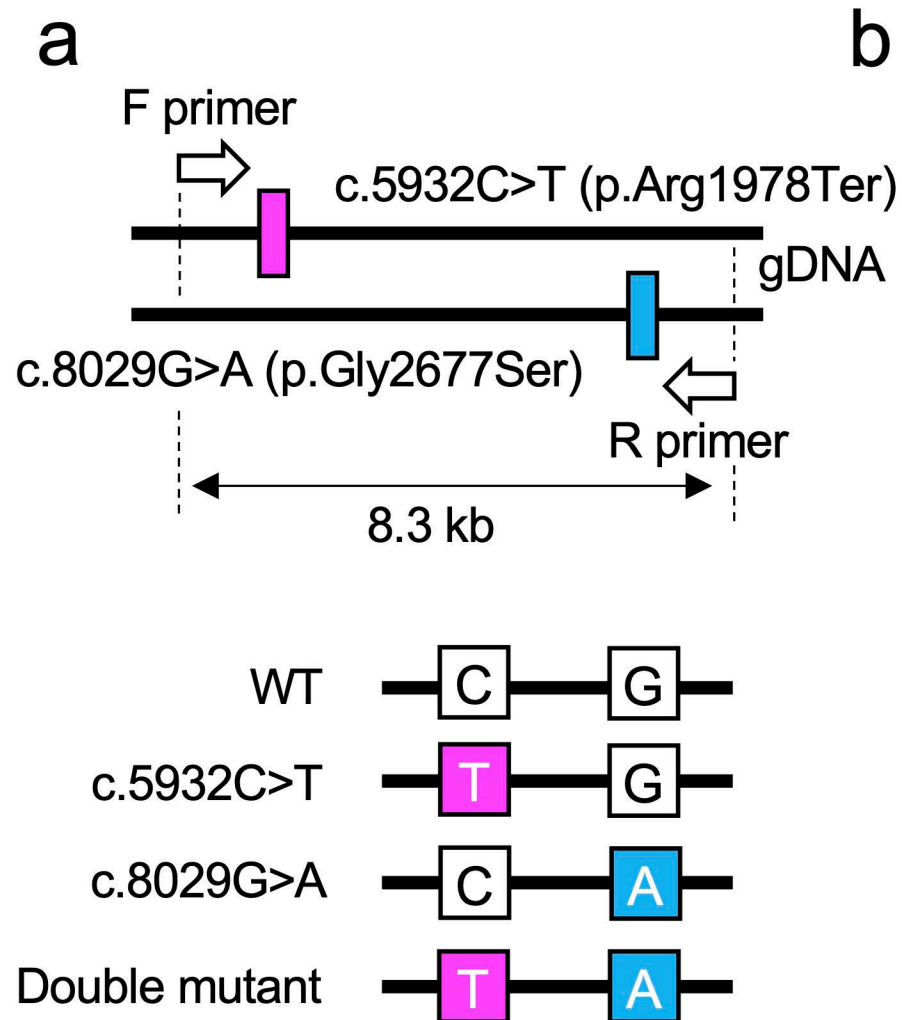 a
b
F primer
c.5932C>T (p.Arg1978Ter)
gDNA
c.8029G>A (p.Gly2677Ser)
R primer
8.3 kb
WT C G
c.5932C>T T G
c.8029G>A C A
Double mutant T A